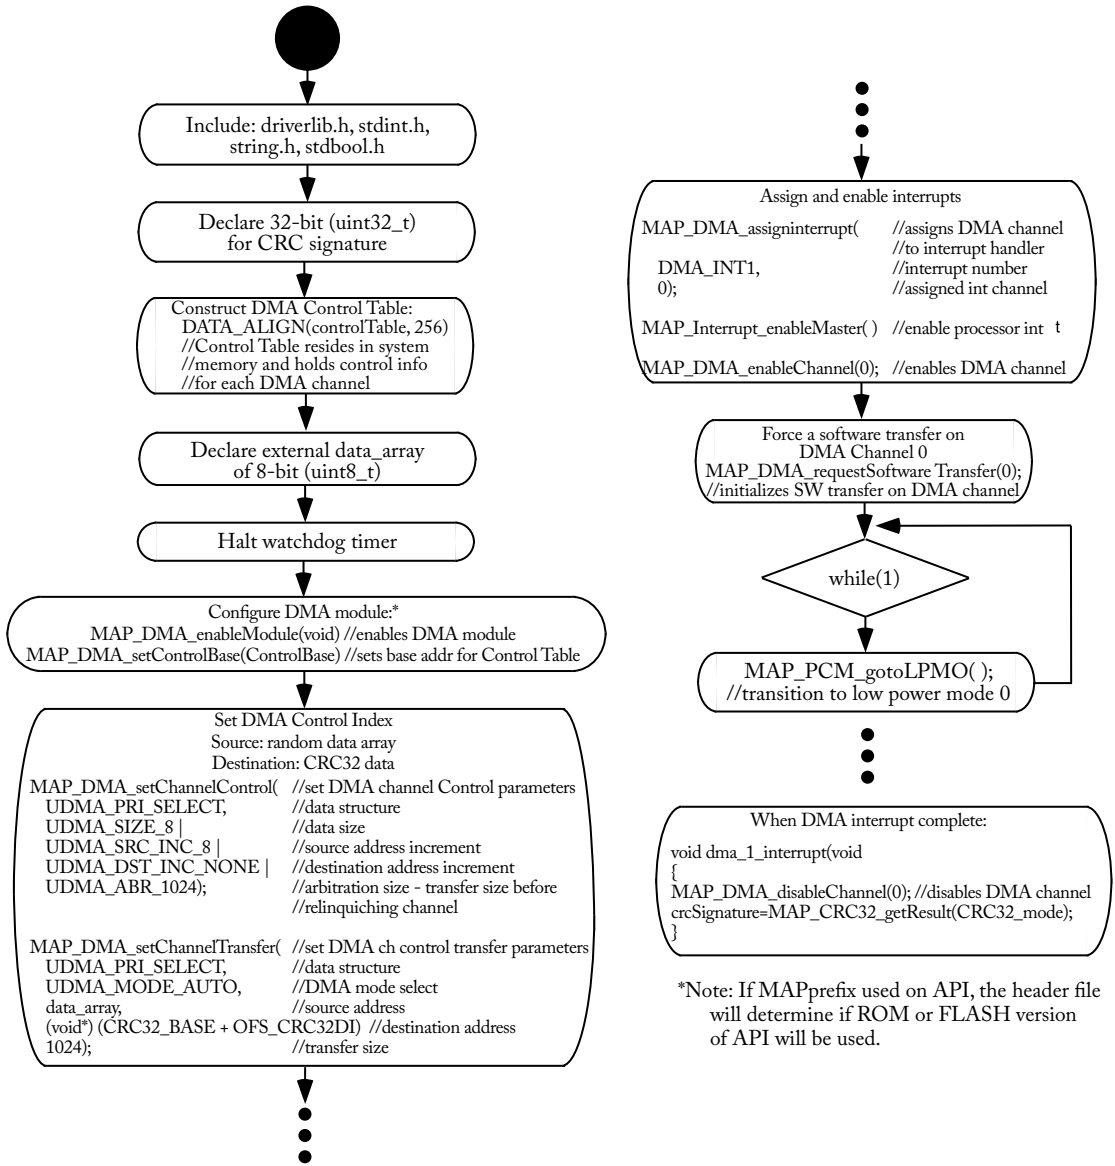 Include: driverlib.h, stdint.h,
string.h, stdbool.h
Declare 32-bit (uint32_t)
for CRC signature
Construct DMA Control Table:
DATA_ALIGN(controlTable, 256)
//Control Table resides in system
//memory and holds control info
//for each DMA channel
Declare external data_array
of 8-bit (uint8_t)
Halt watchdog timer
Configure DMA module:*
MAP_DMA_enableModule(void) //enables DMA module
MAP_DMA_setControlBase(ControlBase) //sets base addr for Control Table
Set DMA Control Index
Source: random data array
Destination: CRC32 data
MAP_DMA_setChannelControl( //set DMA channel Control parameters
UDMA_PRI_SELECT, //data structure
UDMA_SIZE_8 | //data size
UDMA_SRC_INC_8 | //source address increment
UDMA_DST_INC_NONE | //destination address increment
UDMA_ABR_1024); //arbitration size - transfer size before
//relinquiching channel
MAP_DMA_setChannelTransfer( //set DMA ch control transfer parameters
UDMA_PRI_SELECT, //data structure
UDMA_MODE_AUTO, //DMA mode select
data_array, //source address
(void*) (CRC32_BASE + OFS_CRC32DI) //destination address
1024); //transfer size
Assign and enable interrupts
MAP_DMA_assigninterrupt( //assigns DMA channel
//to interrupt handler
DMA_INT1, //interrupt number
0); //assigned int channel
MAP_Interrupt_enableMaster( ) //enable processor int t
MAP_DMA_enableChannel(0); //enables DMA channel
Force a software transfer on
DMA Channel 0
MAP_DMA_requestSoftware Transfer(0);
//initializes SW transfer on DMA channel
while(1)
MAP_PCM_gotoLPMO( );
//transition to low power mode 0
When DMA interrupt complete:
void dma_1_interrupt(void
{
MAP_DMA_disableChannel(0); //disables DMA channel
crcSignature=MAP_CRC32_getResult(CRC32_mode);
}
*Note: If MAPprefix used on API, the header file
will determine if ROM or FLASH version
of API will be used.